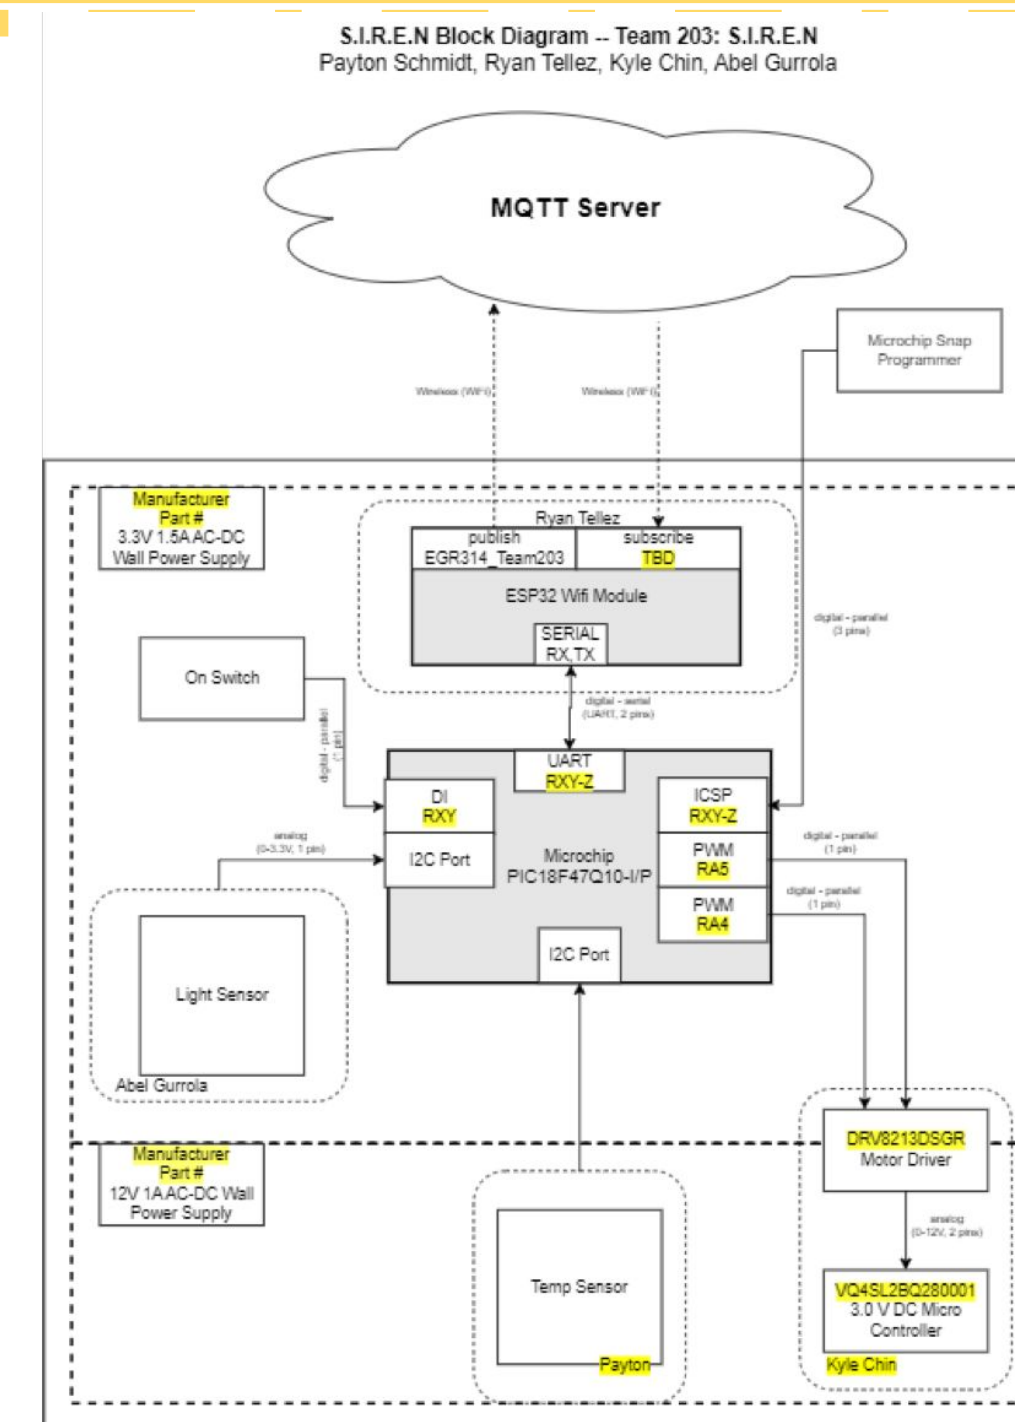 S.I.R.E.N Block Diagram -- Team 203: S.I.R.E.N
Payton Schmidt, Ryan Tellez, Kyle Chin, Abel Gurrola
MQTT Server
Microchip Snap
Programmer
Wireless (WiFi)
Wireless (WiFi)
Manufacturer
Part #
3.3V 1.5A AC-DC
Wall Power Supply
Ryan Tellez
publish
EGR314_Team203
subscribe
TBD
ESP32 Wifi Module
SERIAL
RX,TX
digital - parallel
(3 pins)
On Switch
digital - parallel
(1 pin)
digital - serial
(UART, 2 pins)
UART
RXY-Z
DI
RXY
ICSP
RXY-Z
analog
(0-3.3V, 1 pin)
I2C Port
Microchip
PIC18F47Q10-I/P
PWM
RA5
digital - parallel
(1 pin)
PWM
RA4
digital - parallel
(1 pin)
I2C Port
Light Sensor
Abel Gurrola
Manufacturer
Part #
12V 1A AC-DC Wall
Power Supply
DRV8213DSGR
Motor Driver
analog
(0-12V, 2 pins)
Temp Sensor
Payton
VQ4SL2BQ280001
3.0 V DC Micro
Controller
Kyle Chin